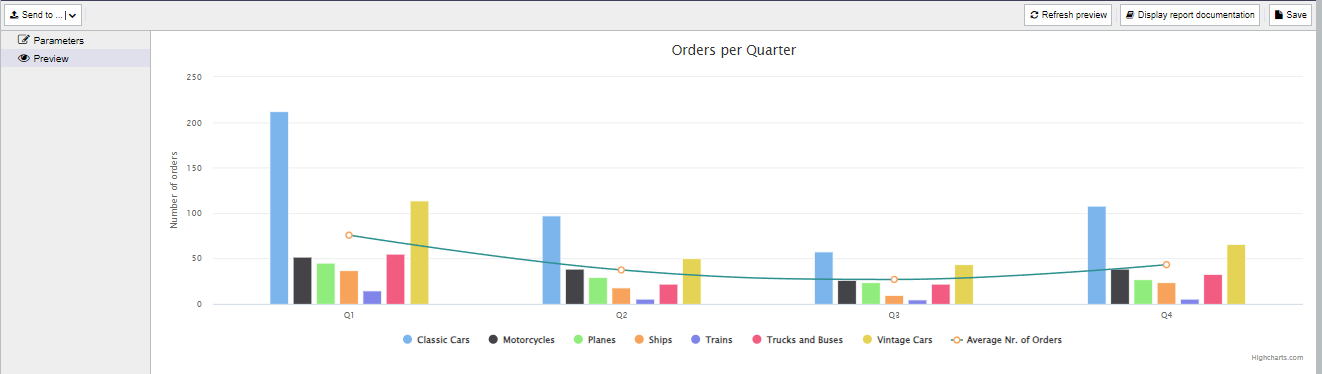 Send to ... |
Refresh preview
Display report documentation
Save
Parameters
Preview
Orders per Quarter
Number of orders
250
200
150
100
50
0
Q1 Q2 Q3 Q4
Classic Cars Motorcycles Planes Ships Trains Trucks and Buses Vintage Cars Average Nr. of Orders
Highcharts.com